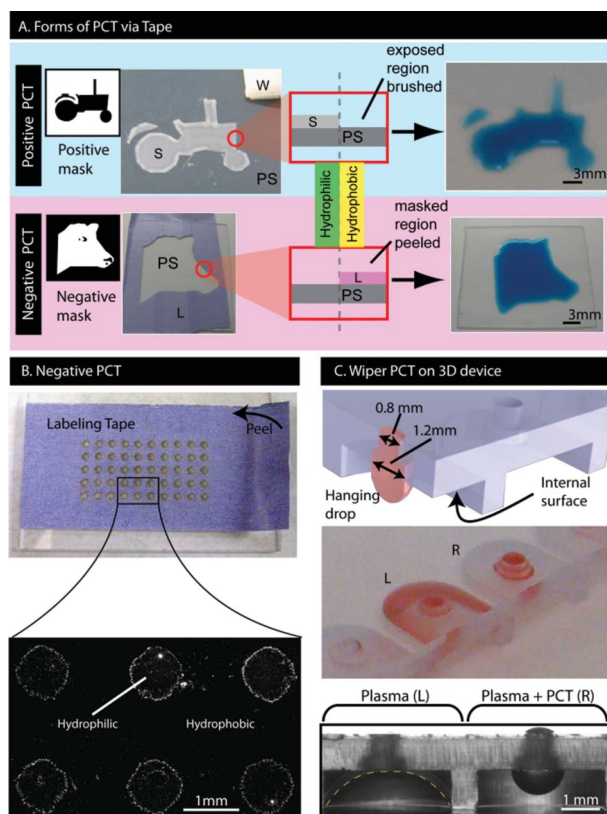 A. Forms of PCT via Tape
Positive PCT
Positive
mask
S
W
PS
S
PS
exposed
region
brushed
3mm
Hydrophilic
Hydrophobic
Negative PCT
Negative
mask
PS
L
L
PS
masked
region
peeled
3mm
B. Negative PCT
Labeling Tape
Peel
Hydrophilic
Hydrophobic
1mm
C. Wiper PCT on 3D device
0.8 mm
1.2mm
Hanging
drop
Internal
surface
R
L
Plasma (L)
Plasma + PCT (R)
1 mm